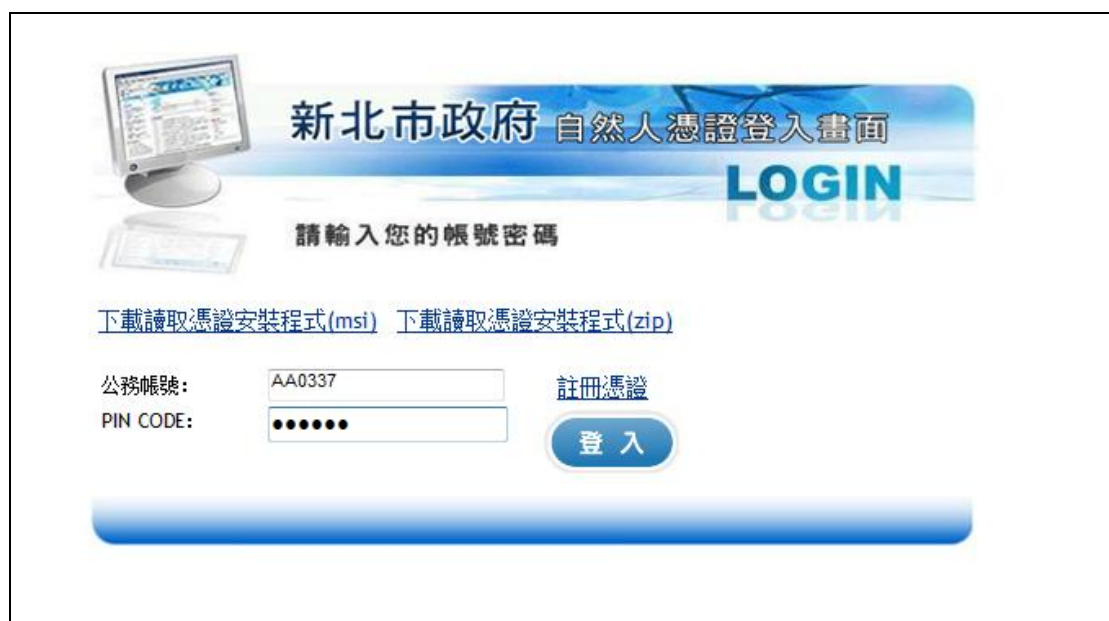 新北市政府 自然人憑證登入畫面
LOGIN
請輸入您的帳號密碼
下載讀取憑證安裝程式(msi) 下載讀取憑證安裝程式(zip)
公務帳號: AA0337 註冊憑證
PIN CODE: ●●●●●●
登入